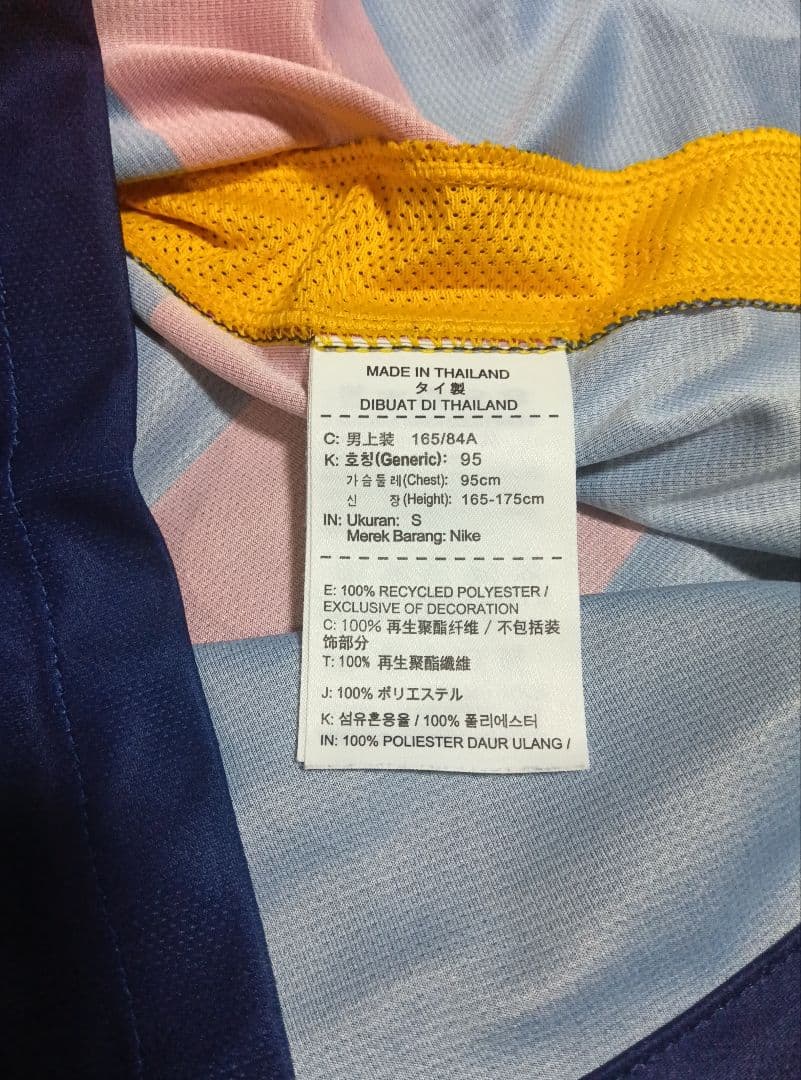 MADE IN THAILAND
タイ製
DIBUAT DI THAILAND
C: 男上装 165/84A
K: 호칭(Generic): 95
가슴둘레(Chest): 95cm
신 장(Height): 165-175cm
IN: Ukuran: S
Merek Barang: Nike
E: 100% RECYCLED POLYESTER /
EXCLUSIVE OF DECORATION
C: 100% 再生聚酯纤维 / 不包括装
饰部分
T: 100% 再生聚酯纖維
J: 100% ポリエステル
K: 섬유혼용율 / 100% 폴리에스터
IN: 100% POLIESTER DAUR ULANG /